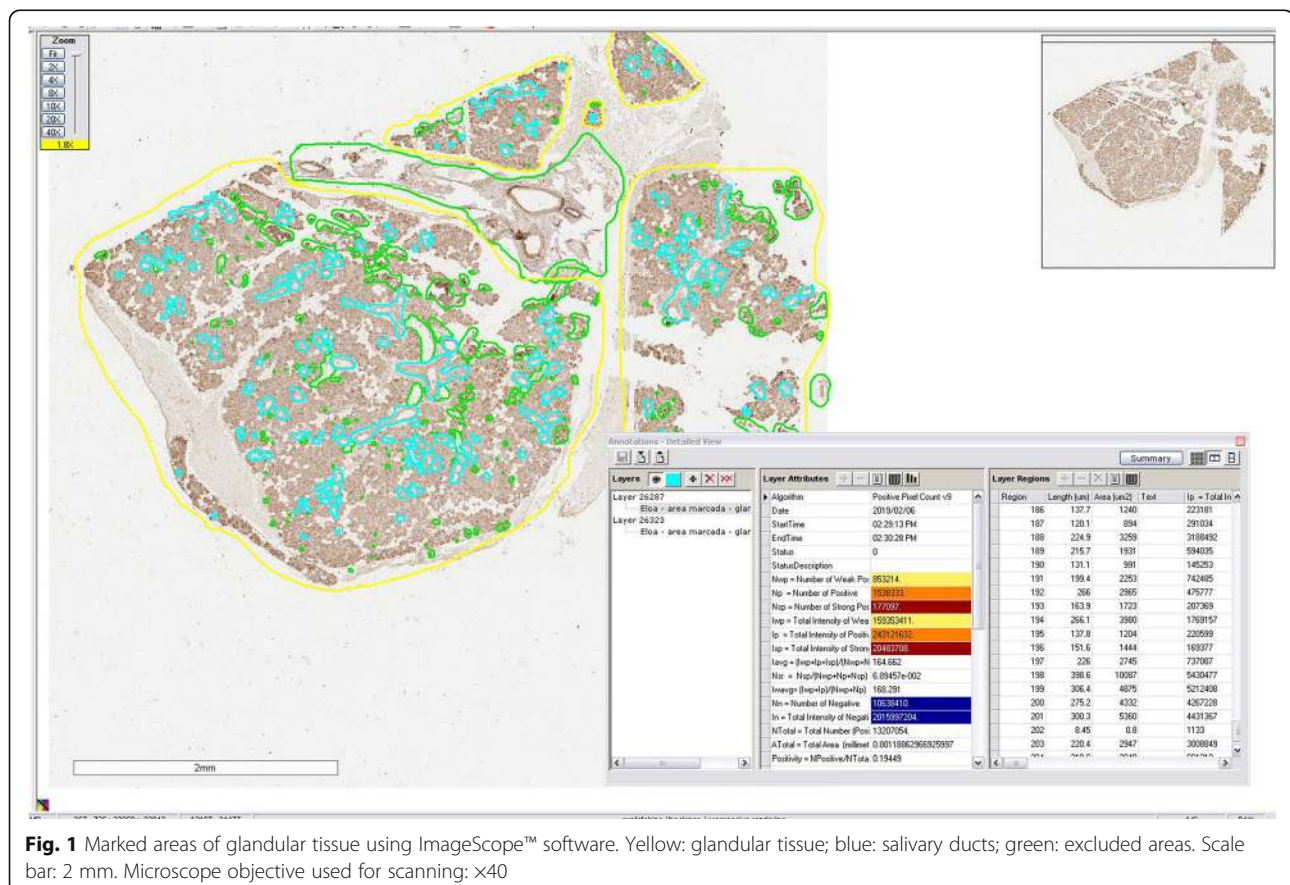 Zoom
Fit
2X
4X
8X
10X
20X
40X
1.8X
2mm
Annotations - Detailed View
Summary
Layers
Layer 26287
Eloa - area marcada - glar
Layer 26323
Eloa - area marcada - glar
Layer Attributes
Algorithm Positive Pixel Count v9
Date 2019/02/06
StartTime 02:29:13 PM
EndTime 02:30:28 PM
Status 0
StatusDescription
Nwp = Number of Weak Pos 853214.
Np = Number of Positive 1538333.
Nsp = Number of Strong Pos 177097.
Iwp = Total Intensity of Wea 159353411.
Ip = Total Intensity of Positiv 243121632.
Isp = Total Intensity of Strong 20483708.
Iavg = (Iwp+Ip+Isp)/(Nwp+N 164.662
Nsr = Nsp/(Nwp+Np+Nsp) 6.89457e-002
Iwavg= (Iwp+Ip)/(Nwp+Np) 168.291
Nn = Number of Negative 10638410.
In = Total Intensity of Negati 2015997204.
NTotal = Total Number (Posi 13207054.
ATotal = Total Area (millimet 0.80118862966925997
Positivity = NPositive/NTota 0.19449
Layer Regions
Region Length (um) Area (um2) Text Ip = Total In
186 137.7 1240 223181
187 120.1 894 291034
188 224.9 3259 3188492
189 215.7 1931 594035
190 131.1 991 145253
191 199.4 2253 742485
192 266 2965 475777
193 163.9 1723 207369
194 266.1 3980 1769157
195 137.8 1204 220599
196 151.6 1444 169377
197 226 2745 737087
198 398.6 10087 5430477
199 306.4 4875 5212408
200 275.2 4332 4267228
201 300.3 5360 4431367
202 8.45 0.8 1133
203 220.4 2947 3008849
Fig. 1 Marked areas of glandular tissue using ImageScope™ software. Yellow: glandular tissue; blue: salivary ducts; green: excluded areas. Scale
bar: 2 mm. Microscope objective used for scanning: ×40